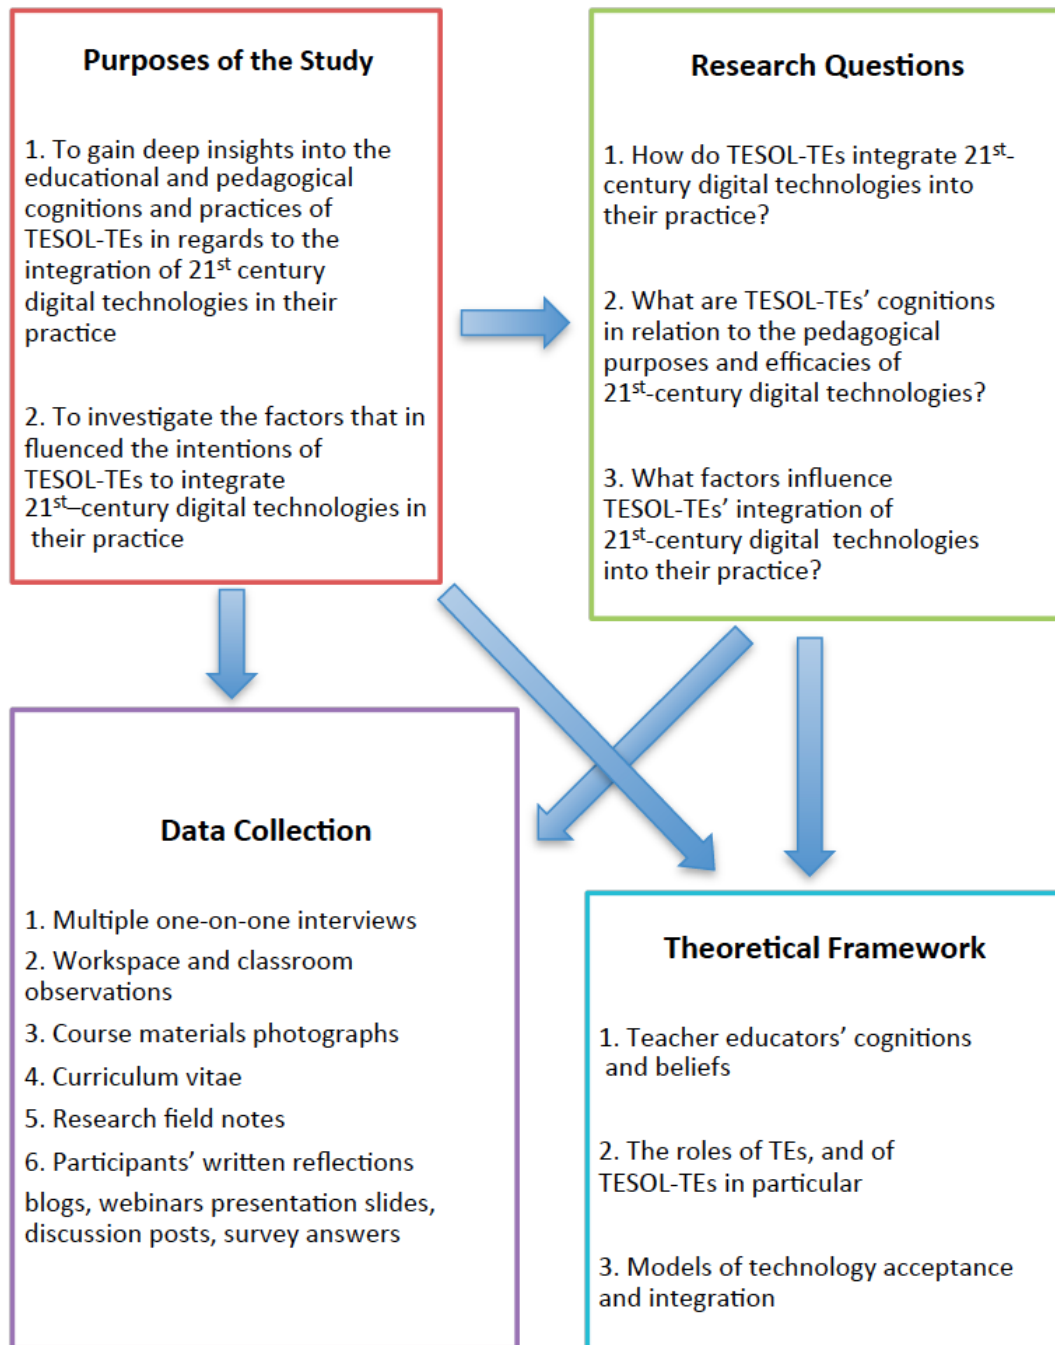 Purposes of the Study
1. To gain deep insights into the
educational and pedagogical
cognitions and practices of
TESOL-TEs in regards to the
integration of 21st century
digital technologies in their
practice
2. To investigate the factors that in
fluenced the intentions of
TESOL-TEs to integrate
21st–century digital technologies in
their practice
Research Questions
1. How do TESOL-TEs integrate 21st-
century digital technologies into
their practice?
2. What are TESOL-TEs’ cognitions
in relation to the pedagogical
purposes and efficacies of
21st-century digital technologies?
3. What factors influence
TESOL-TEs’ integration of
21st-century digital technologies
into their practice?
Data Collection
1. Multiple one-on-one interviews
2. Workspace and classroom
observations
3. Course materials photographs
4. Curriculum vitae
5. Research field notes
6. Participants’ written reflections
blogs, webinars presentation slides,
discussion posts, survey answers
Theoretical Framework
1. Teacher educators’ cognitions
and beliefs
2. The roles of TEs, and of
TESOL-TEs in particular
3. Models of technology acceptance
and integration